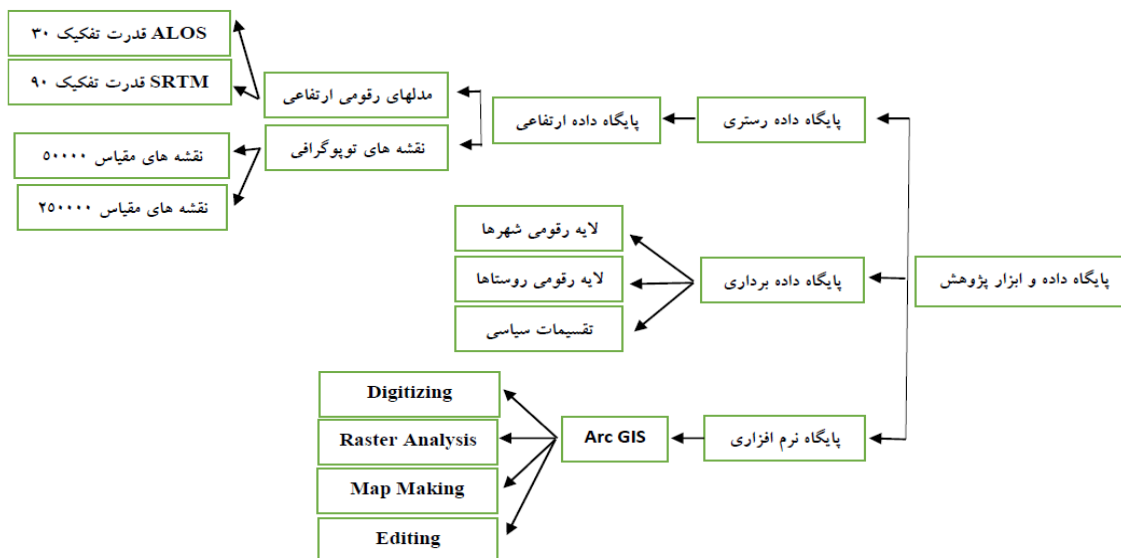 پایگاه داده و ابزار پژوهش
پایگاه داده رستری
پایگاه داده ارتفاعی
مدلهای رقومی ارتفاعی
ALOS قدرت تفکیک ۳۰
SRTM قدرت تفکیک ۹۰
نقشه های توپوگرافی
نقشه های مقیاس ۵۰۰۰۰
نقشه های مقیاس ۲۵۰۰۰۰
پایگاه داده برداری
لایه رقومی شهرها
لایه رقومی روستاها
تقسیمات سیاسی
پایگاه نرم افزاری
Arc GIS
Digitizing
Raster Analysis
Map Making
Editing